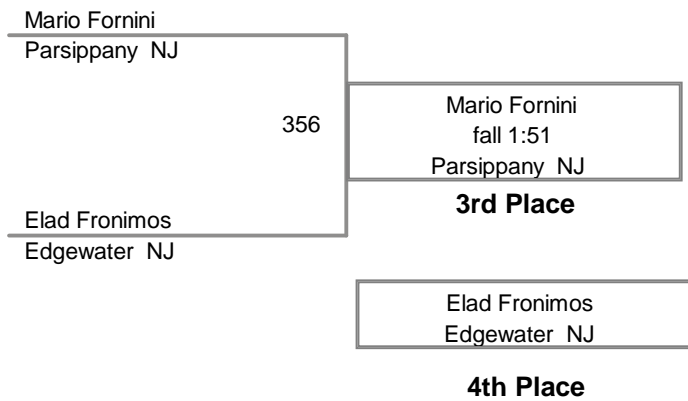 Mario Fornini
Parsippany NJ
356
Mario Fornini
fall 1:51
Parsippany NJ
3rd Place
Elad Fronimos
Edgewater NJ
Elad Fronimos
Edgewater NJ
4th Place